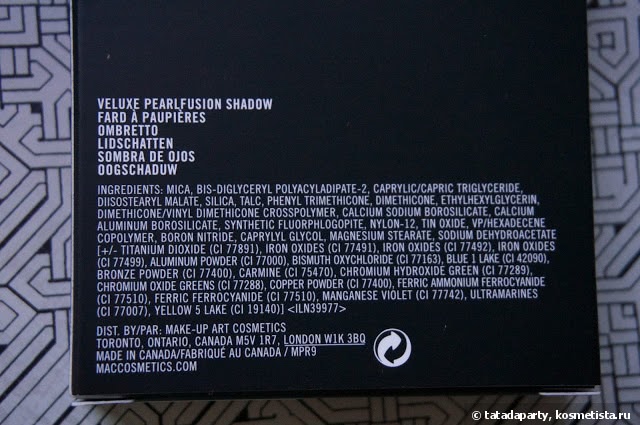 VELUXE PEARLFUSION SHADOW
FARD À PAUPIÈRES
OMBRETTO
LIDSCHATTEN
SOMBRA DE OJOS
OOGSCHADUW
INGREDIENTS: MICA, BIS-DIGLYCERYL POLYACYLADIPATE-2, CAPRYLIC/CAPRIC TRIGLYCERIDE,
DIISOSTEARYL MALATE, SILICA, TALC, PHENYL TRIMETHICONE, DIMETHICONE, ETHYLHEXYLGLYCERIN,
DIMETHICONE/VINYL DIMETHICONE CROSSPOLYMER, CALCIUM SODIUM BOROSILICATE, CALCIUM
ALUMINUM BOROSILICATE, SYNTHETIC FLUORPHLOGOPITE, NYLON-12, TIN OXIDE, VP/HEXADECENE
COPOLYMER, BORON NITRIDE, CAPRYLYL GLYCOL, MAGNESIUM STEARATE, SODIUM DEHYDROACETATE
[+/- TITANIUM DIOXIDE (CI 77891), IRON OXIDES (CI 77491), IRON OXIDES (CI 77492), IRON OXIDES
(CI 77499), ALUMINUM POWDER (CI 77000), BISMUTH OXYCHLORIDE (CI 77163), BLUE 1 LAKE (CI 42090),
BRONZE POWDER (CI 77400), CARMINE (CI 75470), CHROMIUM HYDROXIDE GREEN (CI 77289),
CHROMIUM OXIDE GREENS (CI 77288), COPPER POWDER (CI 77400), FERRIC AMMONIUM FERROCYANIDE
(CI 77510), FERRIC FERROCYANIDE (CI 77510), MANGANESE VIOLET (CI 77742), ULTRAMARINES
(CI 77007), YELLOW 5 LAKE (CI 19140)] <ILN39977>
DIST. BY/PAR: MAKE-UP ART COSMETICS
TORONTO, ONTARIO, CANADA M5V 1R7, LONDON W1K 3BQ
MADE IN CANADA/FABRIQUÉ AU CANADA / MPR9
MACCOSMETICS.COM
© tatadaparty, kosmetista.ru